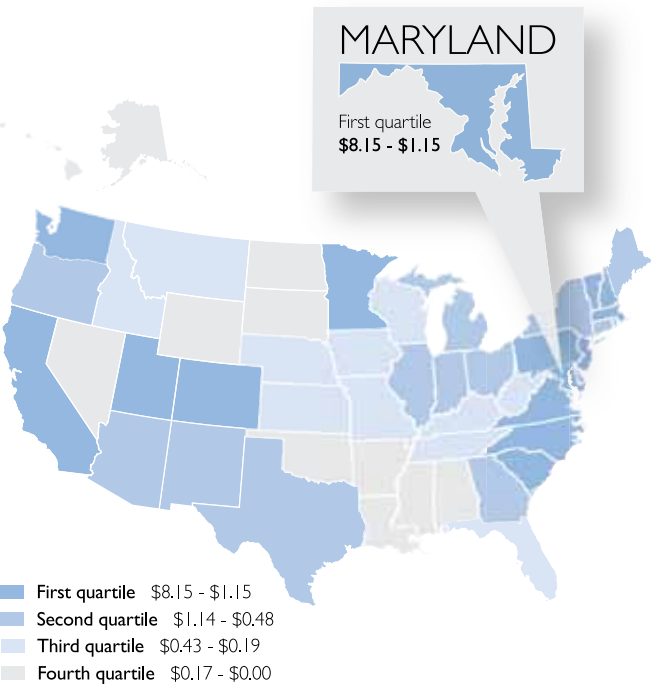 MARYLAND
First quartile
$8.15 - $1.15
First quartile $8.15 - $1.15
Second quartile $1.14 - $0.48
Third quartile $0.43 - $0.19
Fourth quartile $0.17 - $0.00